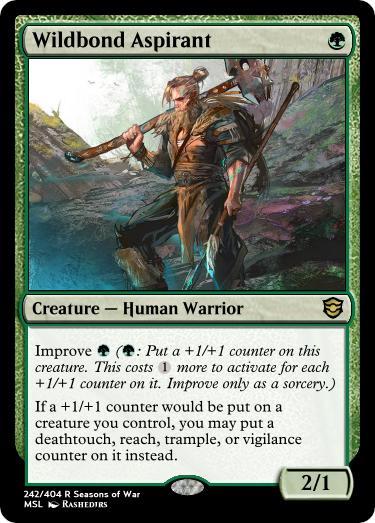 Wildbond Aspirant
Creature — Human Warrior
Improve (: Put a +1/+1 counter on this
creature. This costs 1 more to activate for each
+1/+1 counter on it. Improve only as a sorcery.)
If a +1/+1 counter would be put on a
creature you control, you may put a
deathtouch, reach, trample, or vigilance
counter on it instead.
2/1
242/404 R Seasons of War
MSL RASHEDJRS